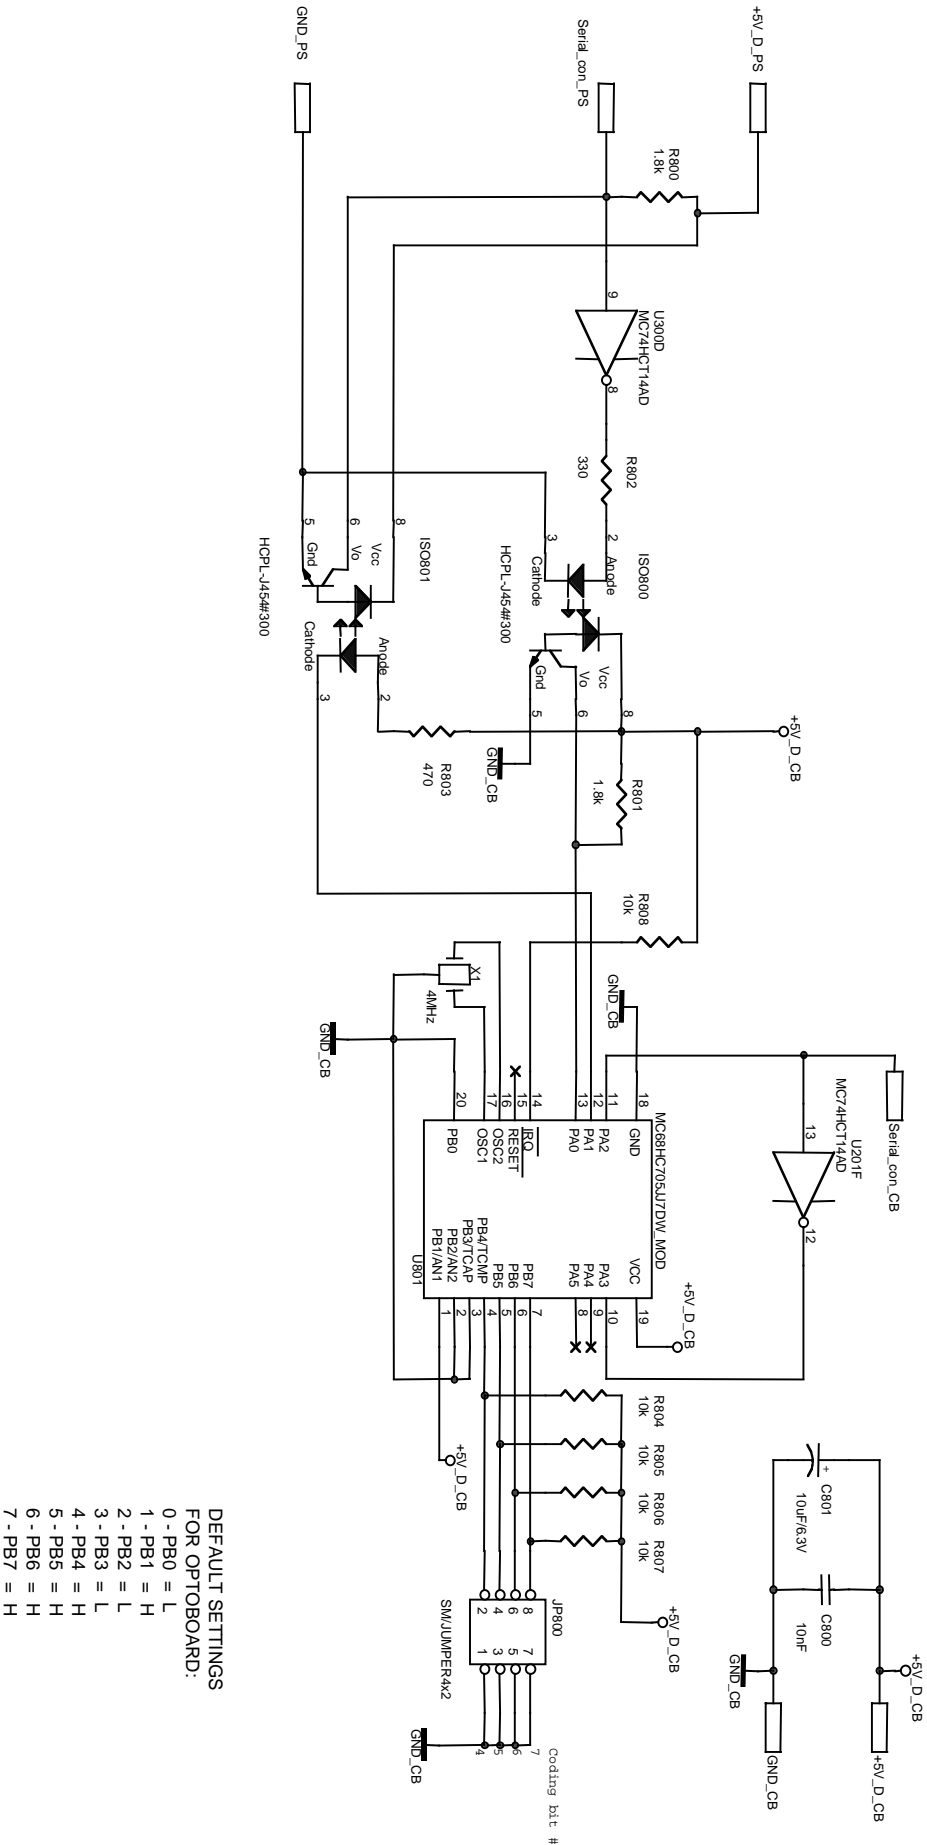 +5V_D_PS
Serial_con_PS
GND_PS
R800
1.8k
9
U300D
MC74HCT14AD
8
R802
330
2
3
Anode
Cathode
ISO800
HCPL-J454#300
Vcc
Vo
Gnd
8
6
5
8
6
5
Vcc
Vo
Gnd
ISO801
HCPL-J454#300
Anode
Cathode
2
3
R803
470
GND_CB
+5V_D_CB
R801
1.8k
R808
10k
X1
4MHz
GND_CB
GND_CB
Serial_con_CB
13
U201F
MC74HCT14AD
12
MC68HC705JJ7DW_MOD
18
11
12
13
14
15
16
17
20
GND
PA2
PA1
PA0
IRQ
RESET
OSC2
OSC1
PB0
VCC
PA3
PA4
PA5
PB7
PB6
PB5
PB4/TCMP
PB3/TCAP
PB2/AN2
PB1/AN1
U801
19
10
9
8
7
6
5
4
3
2
1
+5V_D_CB
+5V_D_CB
R804
10k
R805
10k
R806
10k
R807
10k
+5V_D_CB
JP800
8
6
4
2
7
5
3
1
SM/JUMPER4x2
GND_CB
7
6
5
4
Coding bit #
+
C801
10uF/6.3V
C800
10nF
+5V_D_CB
GND_CB
+5V_D_CB
GND_CB
DEFAULT SETTINGS
FOR OPTOBOARD:
0 - PB0 = L
1 - PB1 = H
2 - PB2 = L
3 - PB3 = L
4 - PB4 = H
5 - PB5 = H
6 - PB6 = H
7 - PB7 = H